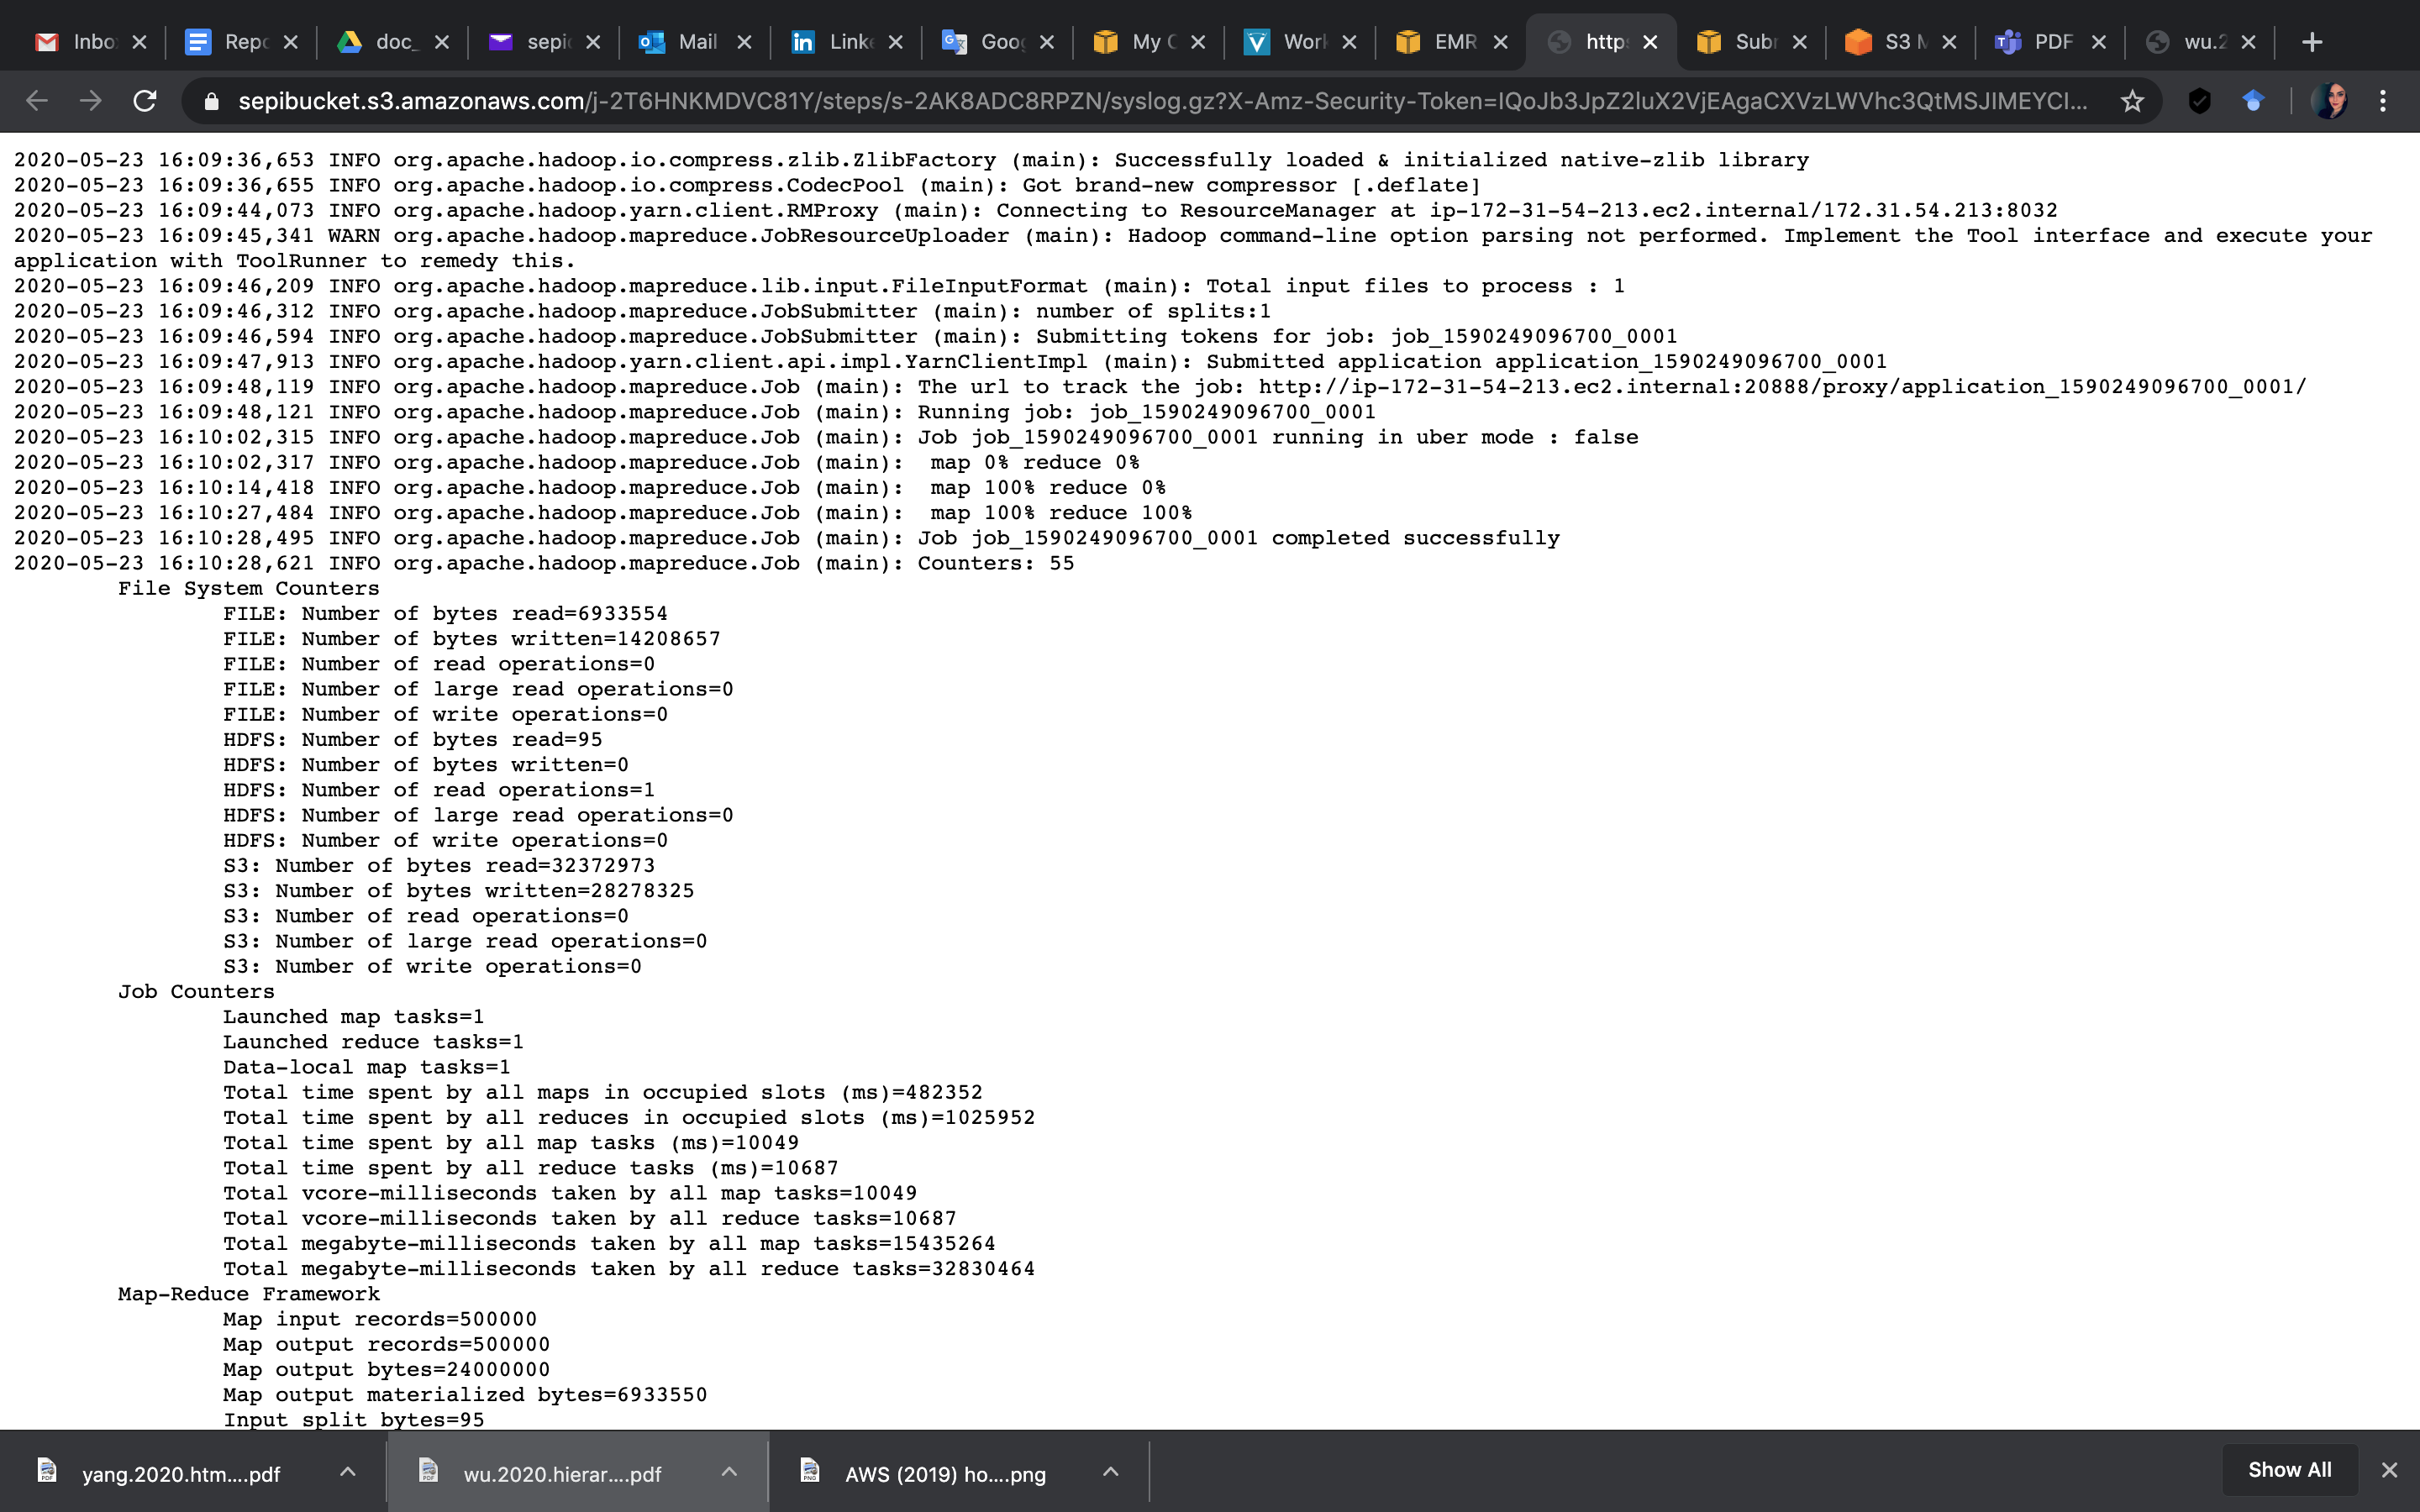 Inbo
Repo
doc_
sepi
Mail
Linke
Goog
My C
Work
EMR
http
Subr
S3 M
PDF
wu.2
sepibucket.s3.amazonaws.com/j-2T6HNKMDVC81Y/steps/s-2AK8ADC8RPZN/syslog.gz?X-Amz-Security-Token=IQoJb3JpZ2luX2VjEAgaCXVzLWVhc3QtMSJIMEYCI...
2020-05-23 16:09:36,653 INFO org.apache.hadoop.io.compress.zlib.ZlibFactory (main): Successfully loaded & initialized native-zlib library
2020-05-23 16:09:36,655 INFO org.apache.hadoop.io.compress.CodecPool (main): Got brand-new compressor [.deflate]
2020-05-23 16:09:44,073 INFO org.apache.hadoop.yarn.client.RMProxy (main): Connecting to ResourceManager at ip-172-31-54-213.ec2.internal/172.31.54.213:8032
2020-05-23 16:09:45,341 WARN org.apache.hadoop.mapreduce.JobResourceUploader (main): Hadoop command-line option parsing not performed. Implement the Tool interface and execute your
application with ToolRunner to remedy this.
2020-05-23 16:09:46,209 INFO org.apache.hadoop.mapreduce.lib.input.FileInputFormat (main): Total input files to process : 1
2020-05-23 16:09:46,312 INFO org.apache.hadoop.mapreduce.JobSubmitter (main): number of splits:1
2020-05-23 16:09:46,594 INFO org.apache.hadoop.mapreduce.JobSubmitter (main): Submitting tokens for job: job_1590249096700_0001
2020-05-23 16:09:47,913 INFO org.apache.hadoop.yarn.client.api.impl.YarnClientImpl (main): Submitted application application_1590249096700_0001
2020-05-23 16:09:48,119 INFO org.apache.hadoop.mapreduce.Job (main): The url to track the job: http://ip-172-31-54-213.ec2.internal:20888/proxy/application_1590249096700_0001/
2020-05-23 16:09:48,121 INFO org.apache.hadoop.mapreduce.Job (main): Running job: job_1590249096700_0001
2020-05-23 16:10:02,315 INFO org.apache.hadoop.mapreduce.Job (main): Job job_1590249096700_0001 running in uber mode : false
2020-05-23 16:10:02,317 INFO org.apache.hadoop.mapreduce.Job (main):  map 0% reduce 0%
2020-05-23 16:10:14,418 INFO org.apache.hadoop.mapreduce.Job (main):  map 100% reduce 0%
2020-05-23 16:10:27,484 INFO org.apache.hadoop.mapreduce.Job (main):  map 100% reduce 100%
2020-05-23 16:10:28,495 INFO org.apache.hadoop.mapreduce.Job (main): Job job_1590249096700_0001 completed successfully
2020-05-23 16:10:28,621 INFO org.apache.hadoop.mapreduce.Job (main): Counters: 55
File System Counters
FILE: Number of bytes read=6933554
FILE: Number of bytes written=14208657
FILE: Number of read operations=0
FILE: Number of large read operations=0
FILE: Number of write operations=0
HDFS: Number of bytes read=95
HDFS: Number of bytes written=0
HDFS: Number of read operations=1
HDFS: Number of large read operations=0
HDFS: Number of write operations=0
S3: Number of bytes read=32372973
S3: Number of bytes written=28278325
S3: Number of read operations=0
S3: Number of large read operations=0
S3: Number of write operations=0
Job Counters
Launched map tasks=1
Launched reduce tasks=1
Data-local map tasks=1
Total time spent by all maps in occupied slots (ms)=482352
Total time spent by all reduces in occupied slots (ms)=1025952
Total time spent by all map tasks (ms)=10049
Total time spent by all reduce tasks (ms)=10687
Total vcore-milliseconds taken by all map tasks=10049
Total vcore-milliseconds taken by all reduce tasks=10687
Total megabyte-milliseconds taken by all map tasks=15435264
Total megabyte-milliseconds taken by all reduce tasks=32830464
Map-Reduce Framework
Map input records=500000
Map output records=500000
Map output bytes=24000000
Map output materialized bytes=6933550
Input split bytes=95
yang.2020.htm....pdf
wu.2020.hierar....pdf
AWS (2019) ho....png
Show All